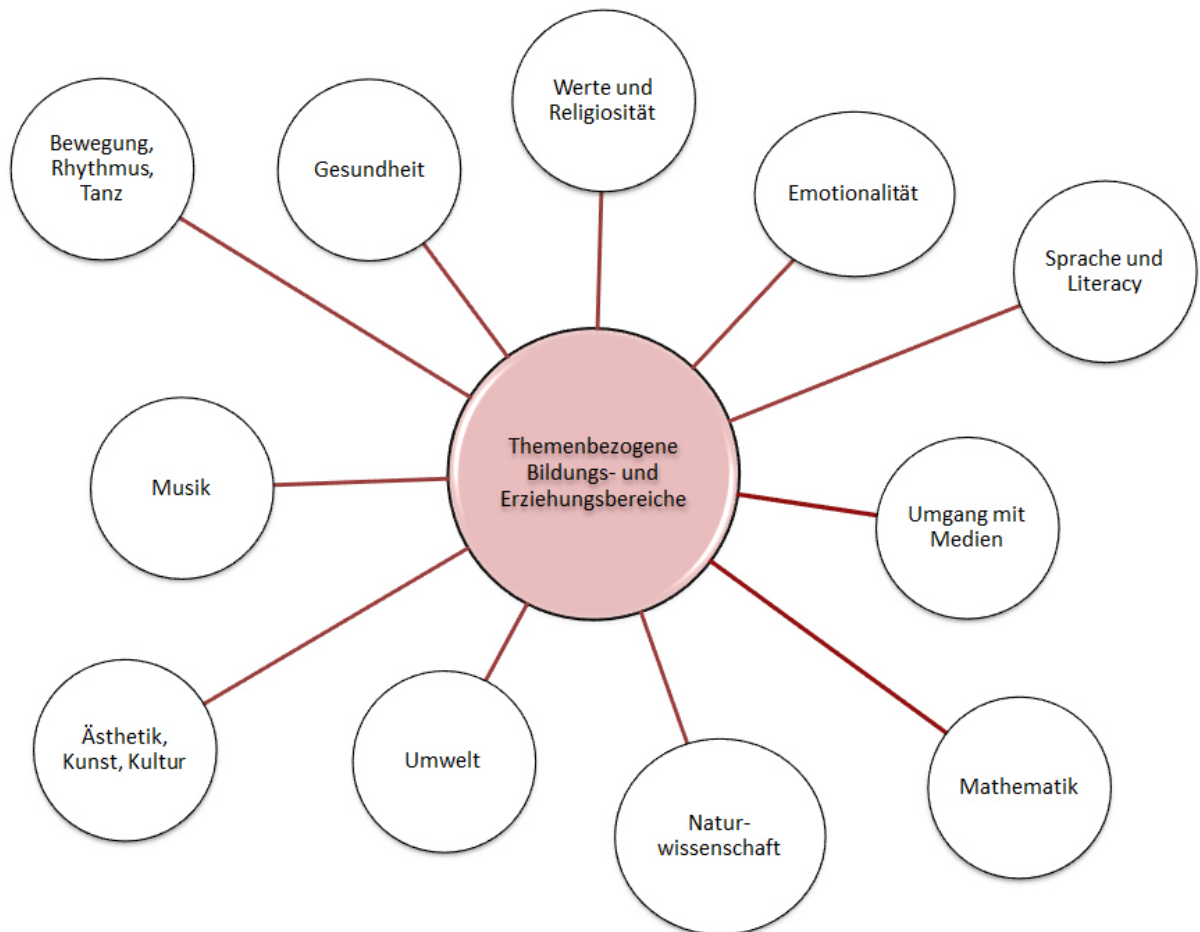 Werte und
Religiosität
Bewegung,
Rhythmus,
Tanz
Gesundheit
Emotionalität
Sprache und
Literacy
Themenbezogene
Bildungs- und
Erziehungsbereiche
Musik
Umgang mit
Medien
Ästhetik,
Kunst, Kultur
Umwelt
Natur-
wissenschaft
Mathematik